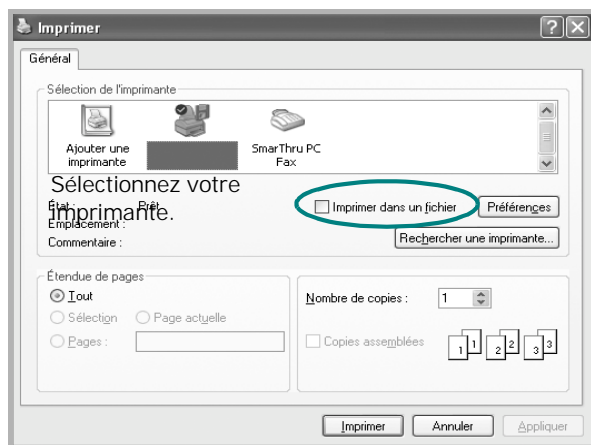 Imprimer
Général
Sélection de l'imprimante
Ajouter une imprimante
SmarThru PC Fax
Sélectionnez votre imprimante.
État : Prêt
Emplacement :
Commentaire :
Imprimer dans un fichier
Préférences
Rechercher une imprimante...
Étendue de pages
Tout
Sélection
Page actuelle
Pages :
Nombre de copies : 1
Copies assemblées
1 1 2 2 3 3
Imprimer
Annuler
Appliquer